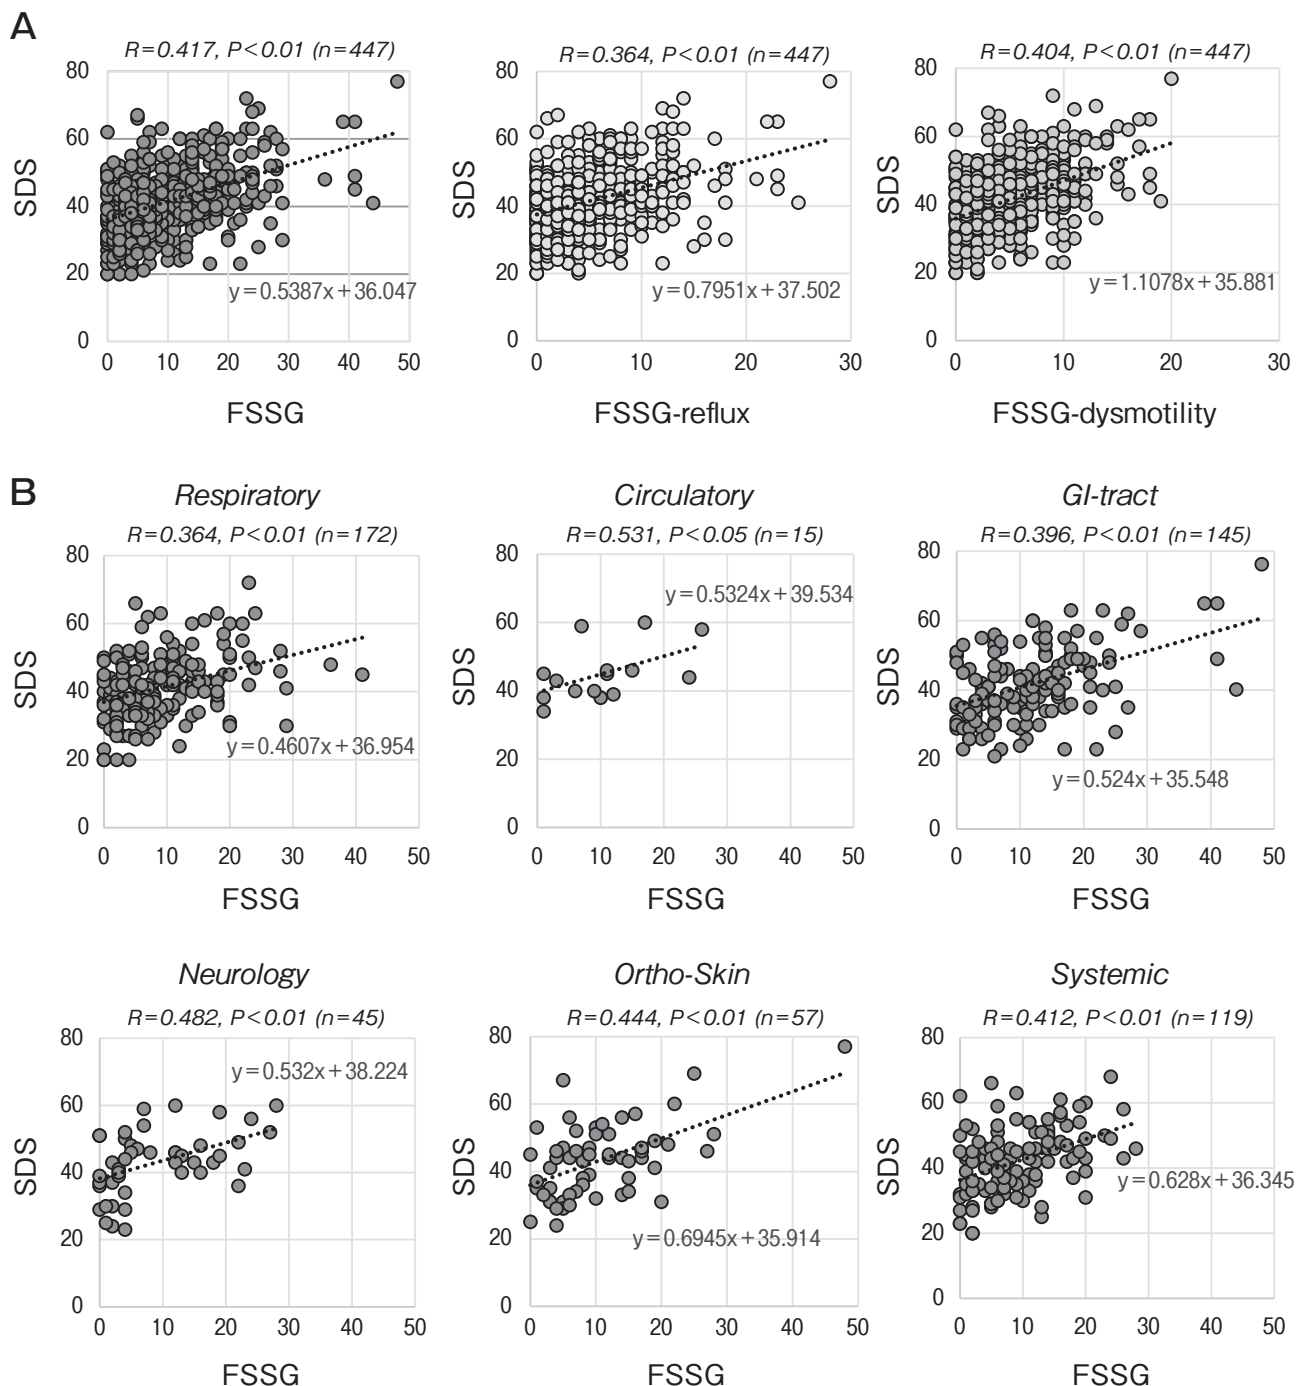 A
R=0.417, P<0.01 (n=447)
R=0.364, P<0.01 (n=447)
R=0.404, P<0.01 (n=447)
80
60
40
20
0
SDS
y=0.5387x+36.047
0 10 20 30 40 50
FSSG
80
60
40
20
0
SDS
y=0.7951x+37.502
0 10 20 30
FSSG-reflux
80
60
40
20
0
SDS
y=1.1078x+35.881
0 10 20 30
FSSG-dysmotility
B
Respiratory
R=0.364, P<0.01 (n=172)
80
60
40
20
0
SDS
y=0.4607x+36.954
0 10 20 30 40 50
FSSG
Circulatory
R=0.531, P<0.05 (n=15)
80
60
40
20
0
SDS
y=0.5324x+39.534
0 10 20 30 40 50
FSSG
GI-tract
R=0.396, P<0.01 (n=145)
80
60
40
20
0
SDS
y=0.524x+35.548
0 10 20 30 40 50
FSSG
Neurology
R=0.482, P<0.01 (n=45)
80
60
40
20
0
SDS
y=0.532x+38.224
0 10 20 30 40 50
FSSG
Ortho-Skin
R=0.444, P<0.01 (n=57)
80
60
40
20
0
SDS
y=0.6945x+35.914
0 10 20 30 40 50
FSSG
Systemic
R=0.412, P<0.01 (n=119)
80
60
40
20
0
SDS
y=0.628x+36.345
0 10 20 30 40 50
FSSG